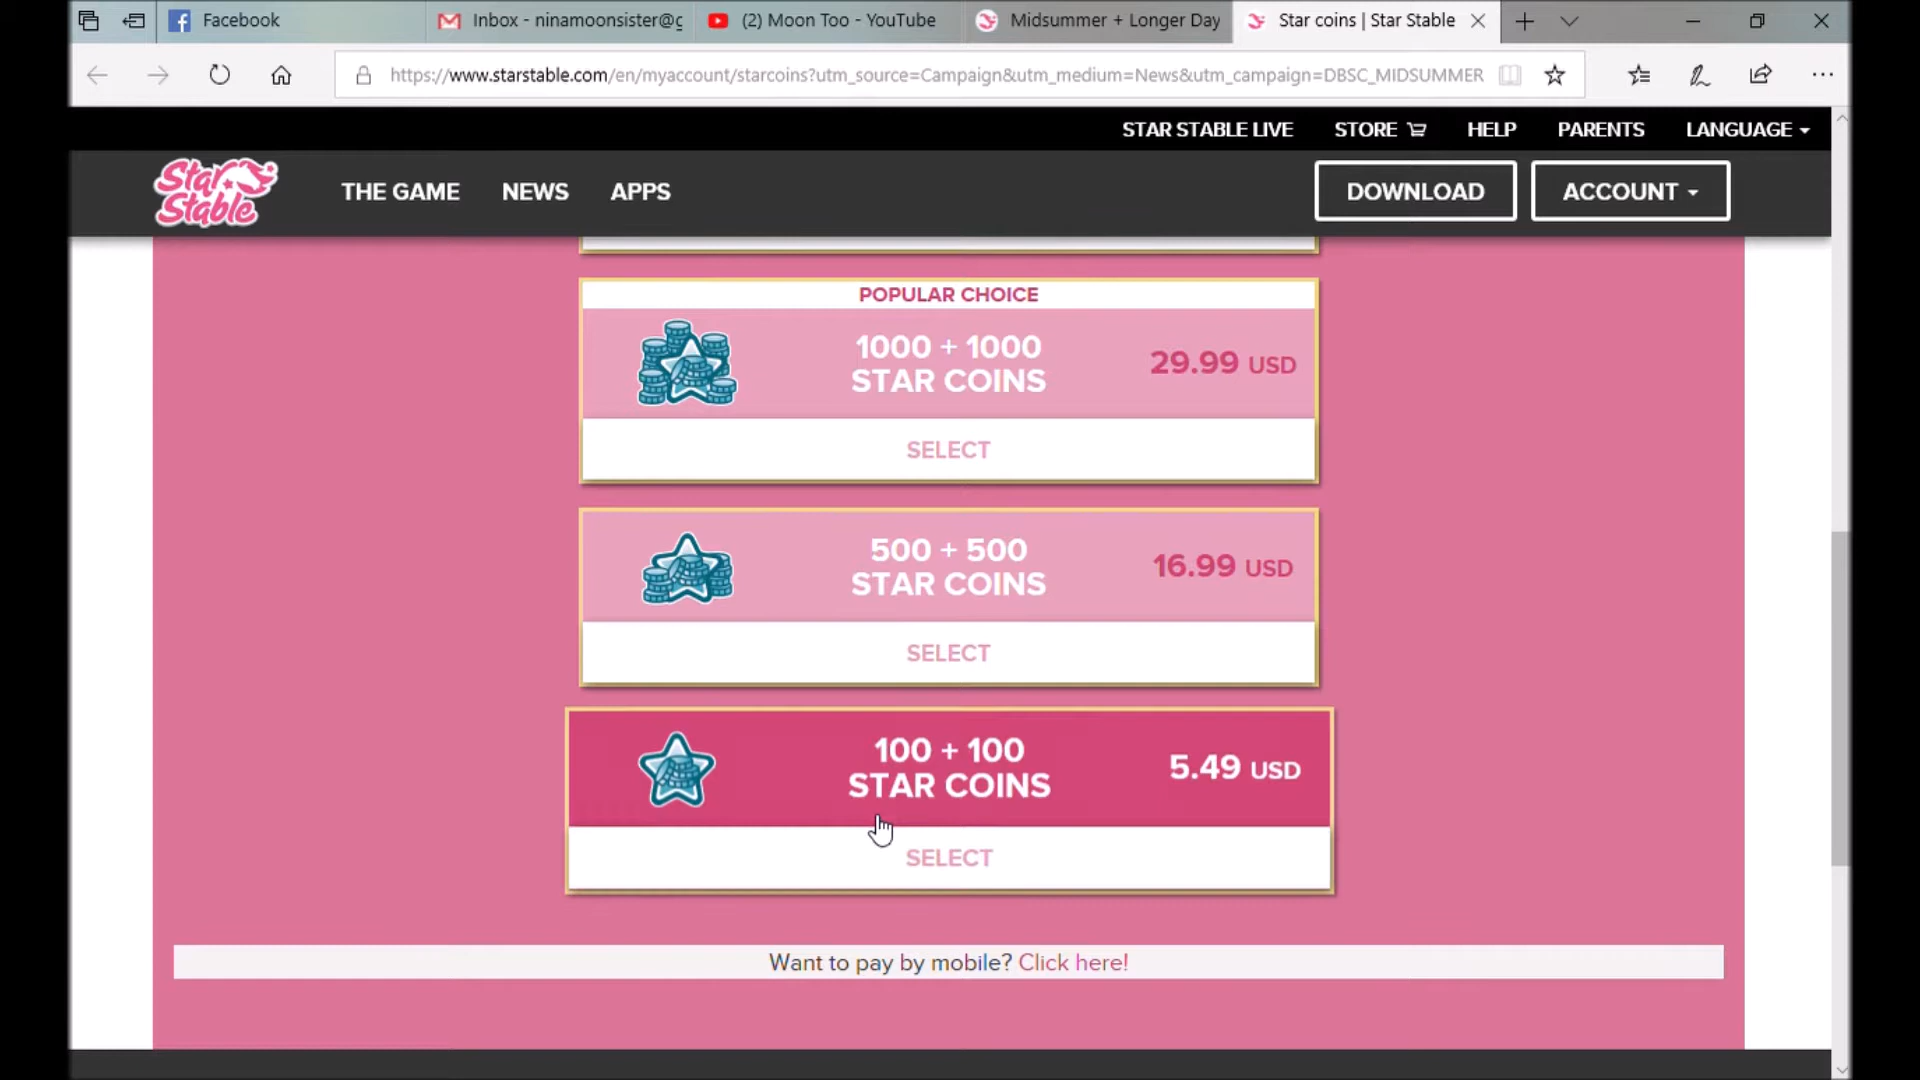 Facebook
Inbox - ninamoonsister@g
(2) Moon Too - YouTube
Midsummer + Longer Day
Star coins | Star Stable
https://www.starstable.com/en/myaccount/starcoins?utm_source=Campaign&utm_medium=News&utm_campaign=DBSC_MIDSUMMER
STAR STABLE LIVE
STORE
HELP
PARENTS
LANGUAGE
Star
Stable
THE GAME
NEWS
APPS
DOWNLOAD
ACCOUNT
POPULAR CHOICE
1000 + 1000
STAR COINS
29.99 USD
SELECT
500 + 500
STAR COINS
16.99 USD
SELECT
100 + 100
STAR COINS
5.49 USD
SELECT
Want to pay by mobile? Click here!